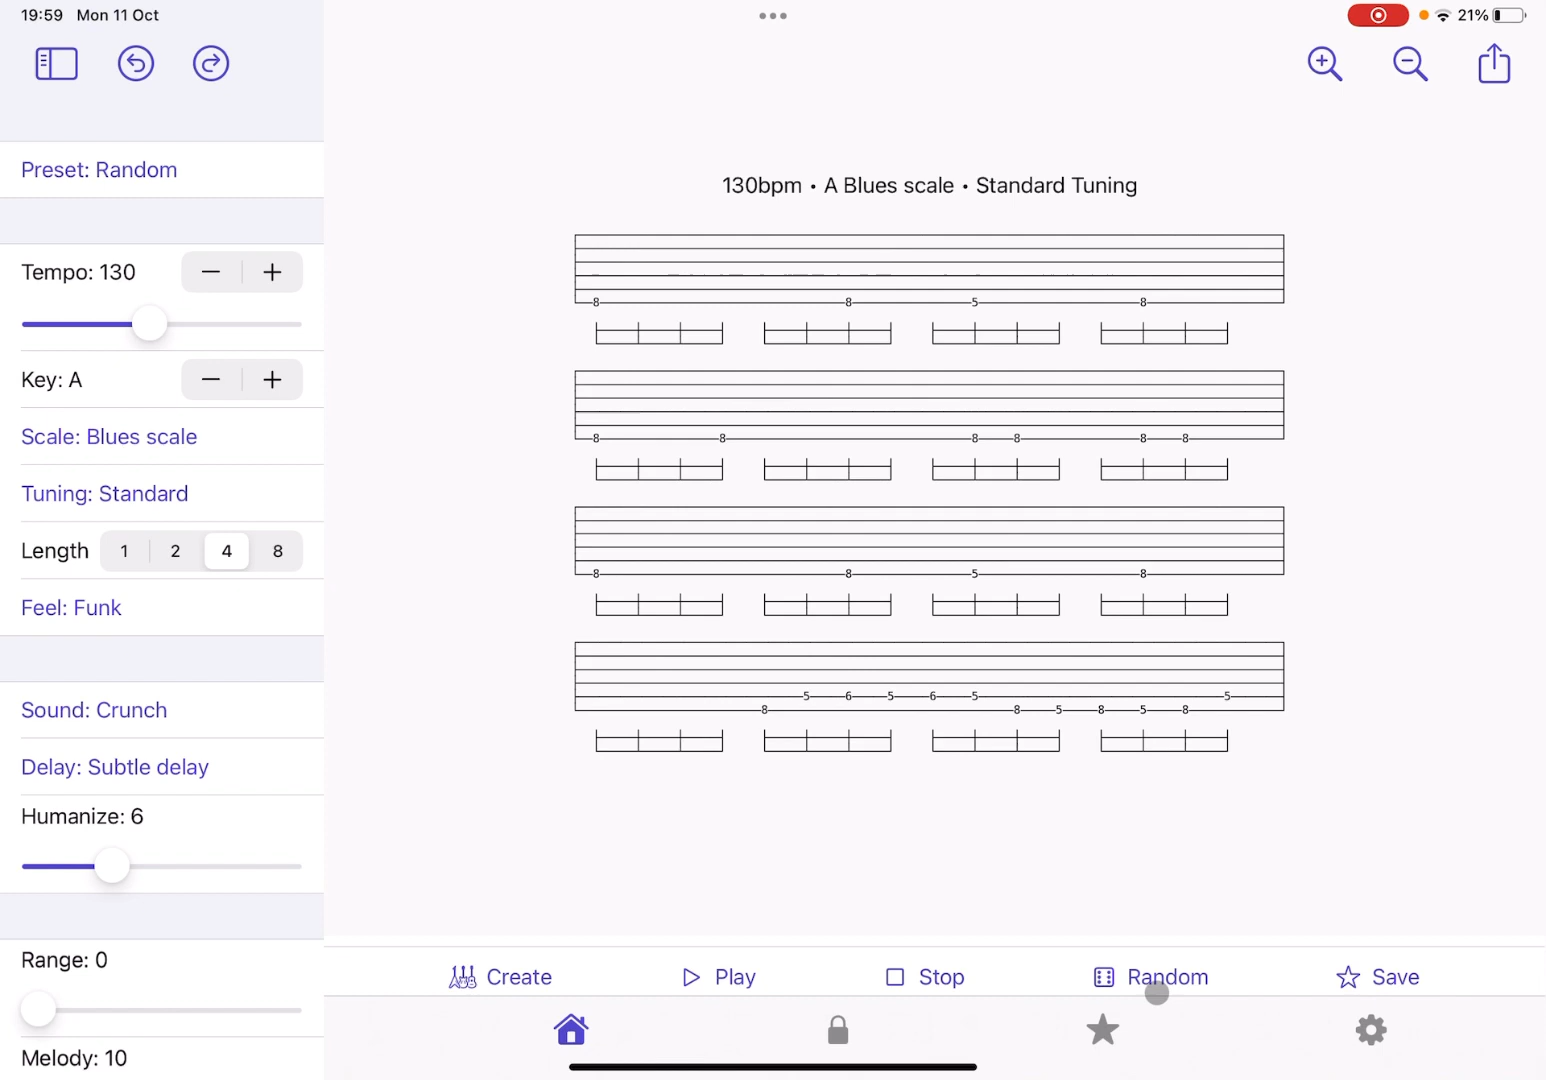 19:59 Mon 11 Oct
21%
Preset: Random
130bpm • A Blues scale • Standard Tuning
Tempo: 130
8 8 5 8
Key: A
Scale: Blues scale
8 8 8 8 8 8
Tuning: Standard
Length 1 2 4 8
8 8 5 8
Feel: Funk
5 6 5 6 5 5
8 8 5 8 5 8
Sound: Crunch
Delay: Subtle delay
Humanize: 6
Range: 0
Create Play Stop Random Save
Melody: 10